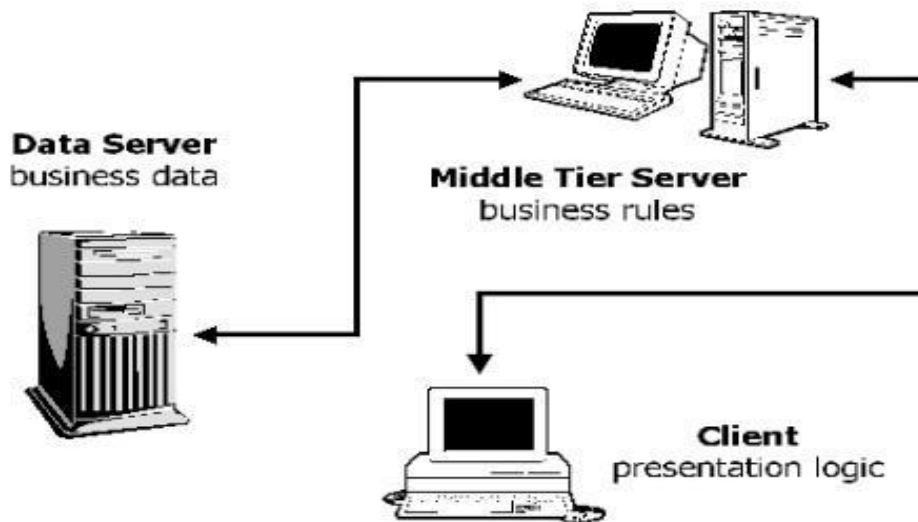 Data Server
business data
Middle Tier Server
business rules
Client
presentation logic